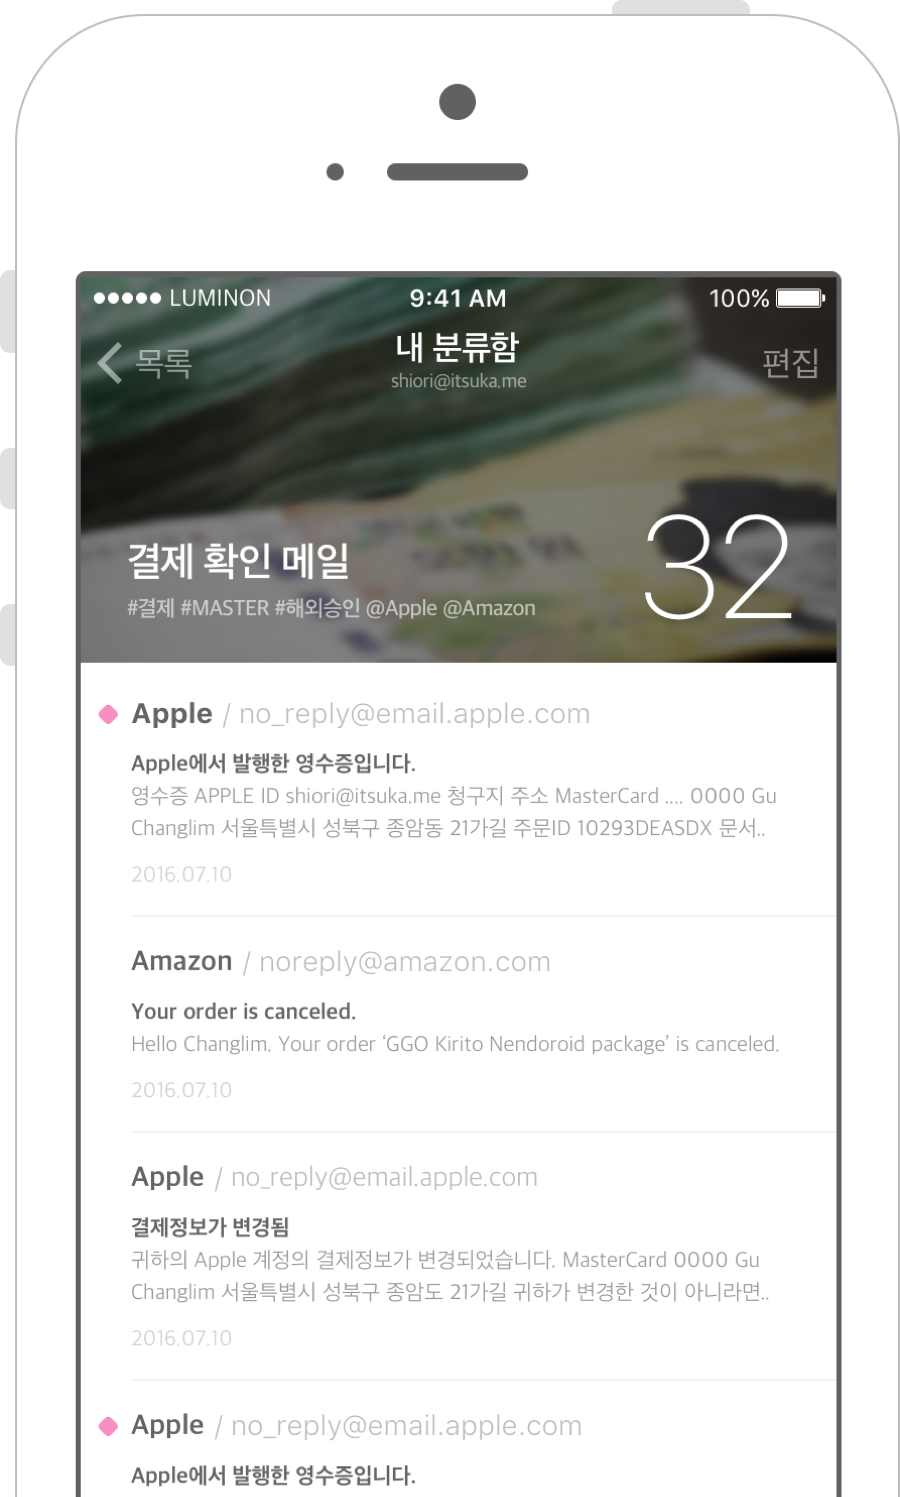 LUMINON 9:41 AM 100%
목록 내 분류함 편집
shiori@itsuka.me
결제 확인 메일 32
#결제 #MASTER #해외승인 @Apple @Amazon
Apple / no_reply@email.apple.com
Apple에서 발행한 영수증입니다.
영수증 APPLE ID shiori@itsuka.me 청구지 주소 MasterCard .... 0000 Gu
Changlim 서울특별시 성북구 종암동 21가길 주문ID 10293DEASDX 문서..
2016.07.10
Amazon / noreply@amazon.com
Your order is canceled.
Hello Changlim. Your order ‘GGO Kirito Nendoroid package’ is canceled.
2016.07.10
Apple / no_reply@email.apple.com
결제정보가 변경됨
귀하의 Apple 계정의 결제정보가 변경되었습니다. MasterCard 0000 Gu
Changlim 서울특별시 성북구 종암도 21가길 귀하가 변경한 것이 아니라면..
2016.07.10
Apple / no_reply@email.apple.com
Apple에서 발행한 영수증입니다.